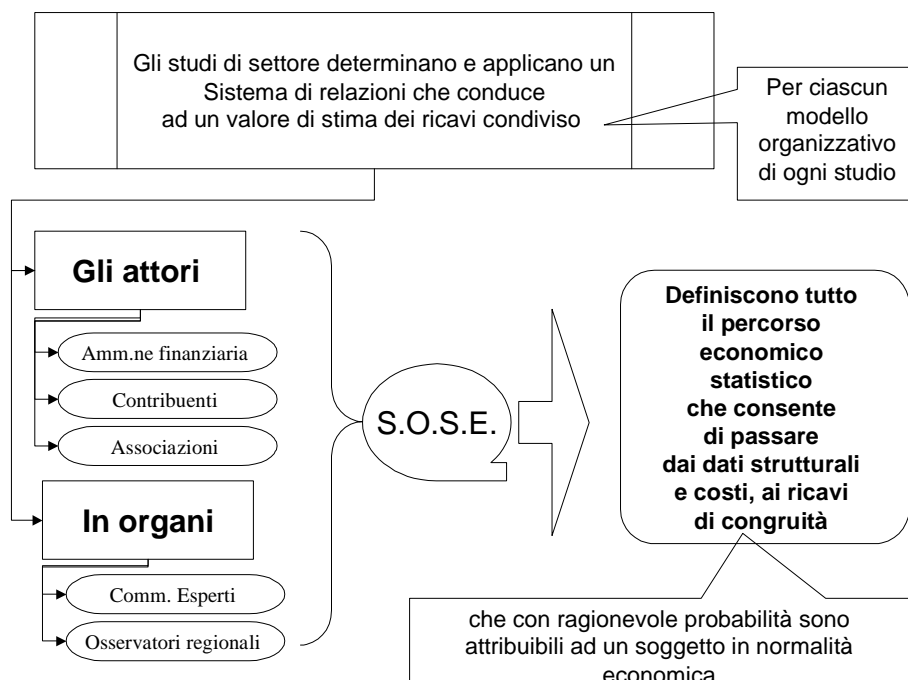 Gli studi di settore determinano e applicano un
Sistema di relazioni che conduce
ad un valore di stima dei ricavi condiviso
Per ciascun
modello
organizzativo
di ogni studio
Gli attori
Amm.ne finanziaria
Contribuenti
Associazioni
In organi
Comm. Esperti
Osservatori regionali
S.O.S.E.
Definiscono tutto
il percorso
economico
statistico
che consente
di passare
dai dati strutturali
e costi, ai ricavi
di congruità
che con ragionevole probabilità sono
attribuibili ad un soggetto in normalità
economica